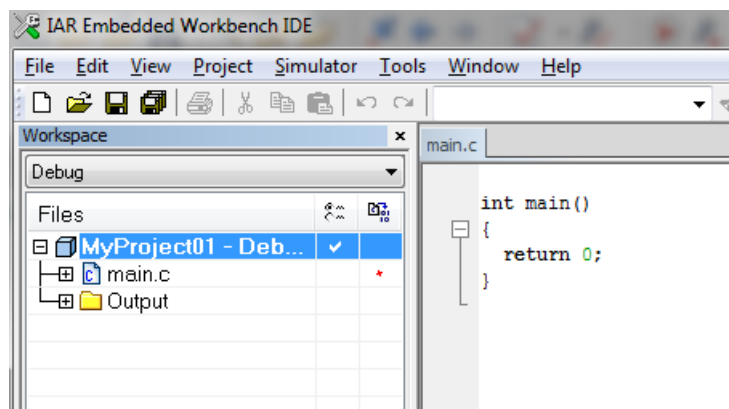 IAR Embedded Workbench IDE
File Edit View Project Simulator Tools Window Help
Workspace
Debug
Files
MyProject01 - Deb...
main.c
Output
main.c
int main()
{
return 0;
}